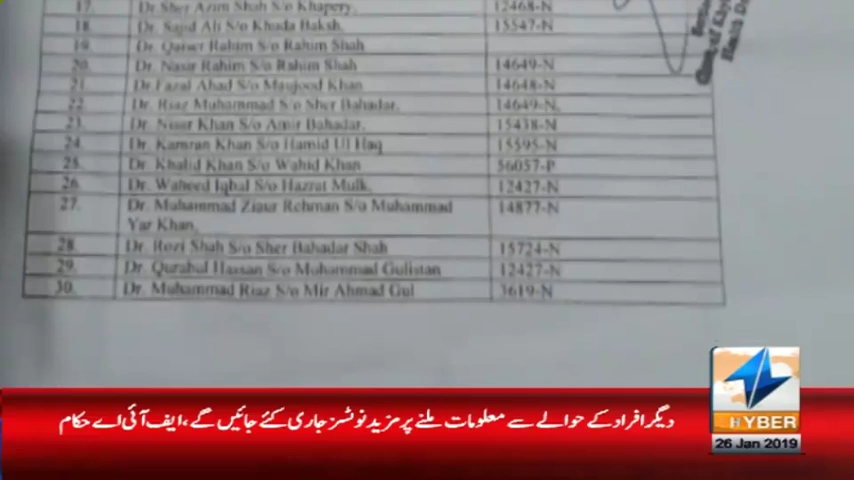 17. Dr Sher Azim Shah S/o Khapery, 12468-N
18. Dr. Sajid Ali S/o Khuda Baksh, 15547-N
19. Dr. Qaiser Rahim S/o Rahim Shah
20. Dr. Nasir Rahim S/o Rahim Shah 14649-N
21. Dr.Fazal Ahad S/o Maujood Khan 14648-N
22. Dr. Riaz Muhammad S/o Sher Bahadar, 14649-N,
23. Dr. Nisar Khan S/o Amir Bahadar, 15438-N
24. Dr. Kamran Khan S/o Hamid Ul Haq 15595-N
25. Dr. Khalid Khan S/o Wahid Khan 56057-P
26. Dr. Waheed Iqbal S/o Hazrat Mulk, 12427-N
27. Dr. Muhammad Ziaur Rehman S/o Muhammad 14877-N
Yar Khan,
28. Dr. Rozi Shah S/o Sher Bahadar Shah 15724-N
29. Dr. Qurabul Hassan S/o Mohammad Gulistan 12427-N
30. Dr. Muhammad Riaz S/o Mir Ahmad Gul 3619-N
دیگر افراد کے حوالے سے معلومات ملنے پر مزید نوٹسز جاری کئے جائیں گے، ایف آئی اے حکام
HYBER
26 Jan 2019